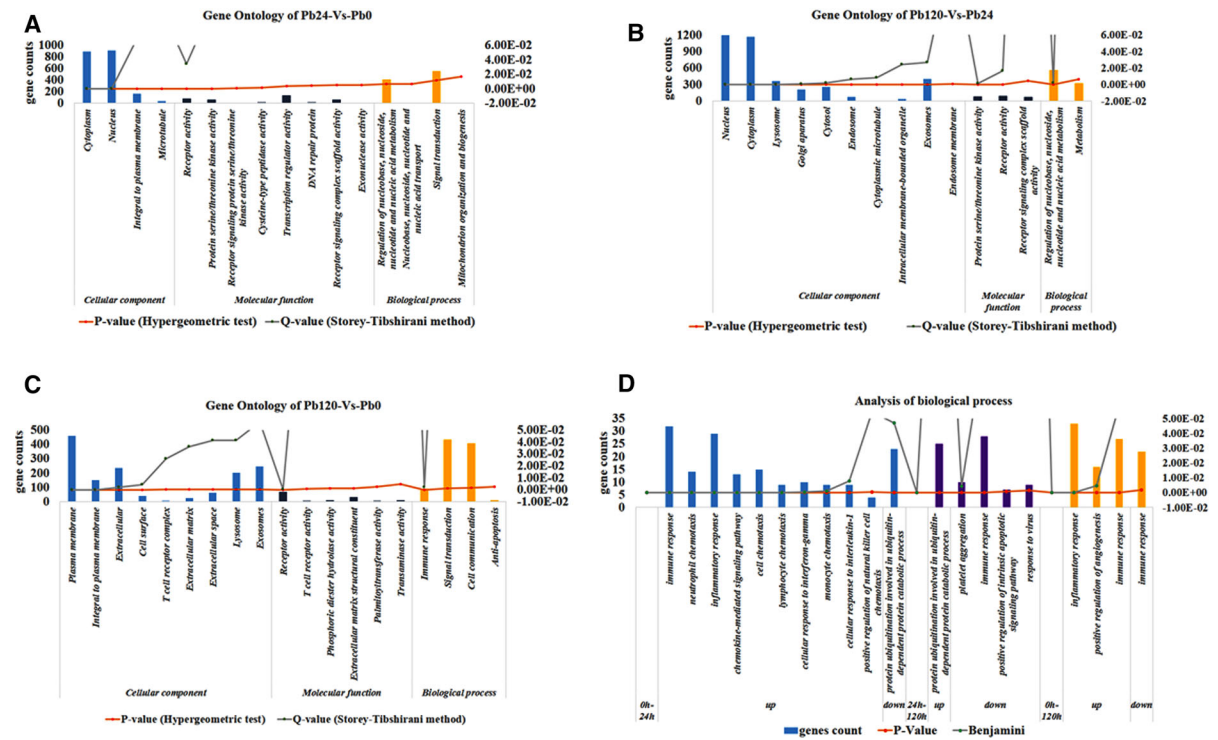 A
Gene Ontology of Pb24-Vs-Pb0
gene counts
1000
800
600
400
200
0
6.00E-02
4.00E-02
2.00E-02
0.00E+00
-2.00E-02
Cytoplasm
Nucleus
Integral to plasma membrane
Microtubule
Receptor activity
Protein serine/threonine kinase activity
Receptor signaling protein serine/threonine
kinase activity
Cysteine-type peptidase activity
Transcription regulator activity
DNA repair protein
Receptor signaling complex scaffold activity
Exonuclease activity
Regulation of nucleobase, nucleoside,
nucleotide and nucleic acid metabolism
Nucleobase, nucleoside, nucleotide and
nucleic acid transport
Signal transduction
Mitochondrion organization and biogenesis
Cellular component
Molecular function
Biological process
P-value (Hypergeometric test)
Q-value (Storey-Tibshirani method)
B
Gene Ontology of Pb120-Vs-Pb24
gene counts
1200
900
600
300
0
6.00E-02
4.00E-02
2.00E-02
0.00E+00
-2.00E-02
Nucleus
Cytoplasm
Lysosome
Golgi apparatus
Cytosol
Endosome
Cytoplasmic microtubule
Intracellular membrane-bounded organelle
Exosomes
Endosome membrane
Protein serine/threonine kinase activity
Receptor activity
Receptor signaling complex scaffold
activity
Regulation of nucleobase, nucleoside,
nucleotide and nucleic acid metabolism
Metabolism
Cellular component
Molecular
function
Biological
process
P-value (Hypergeometric test)
Q-value (Storey-Tibshirani method)
C
Gene Ontology of Pb120-Vs-Pb0
gene counts
500
400
300
200
100
0
5.00E-02
4.00E-02
3.00E-02
2.00E-02
1.00E-02
0.00E+00
-1.00E-02
Plasma membrane
Integral to plasma membrane
Extracellular
Cell surface
T cell receptor complex
Extracellular matrix
Extracellular space
Lysosome
Exosomes
Receptor activity
T cell receptor activity
Phosphoric diester hydrolase activity
Extracellular matrix structural constituent
Palmitoyltransferase activity
Transaminase activity
Immune response
Signal transduction
Cell communication
Anti-apoptosis
Cellular component
Molecular function
Biological process
P-value (Hypergeometric test)
Q-value (Storey-Tibshirani method)
D
Analysis of biological process
gene counts
35
30
25
20
15
10
5
0
5.00E-02
4.00E-02
3.00E-02
2.00E-02
1.00E-02
0.00E+00
-1.00E-02
immune response
neutrophil chemotaxis
inflammatory response
chemokine-mediated signaling pathway
cell chemotaxis
lymphocyte chemotaxis
cellular response to interferon-gamma
monocyte chemotaxis
cellular response to interleukin-1
positive regulation of natural killer cell
chemotaxis
protein ubiquitination involved in ubiquitin-
dependent protein catabolic process
protein ubiquitination involved in ubiquitin-
dependent protein catabolic process
platelet aggregation
immune response
positive regulation of intrinsic apoptotic
signaling pathway
response to virus
inflammatory response
positive regulation of angiogenesis
immune response
immune response
0h-
24h
up
down
24h-
120h
up
down
0h-
120h
up
down
genes count
P-Value
Benjamini